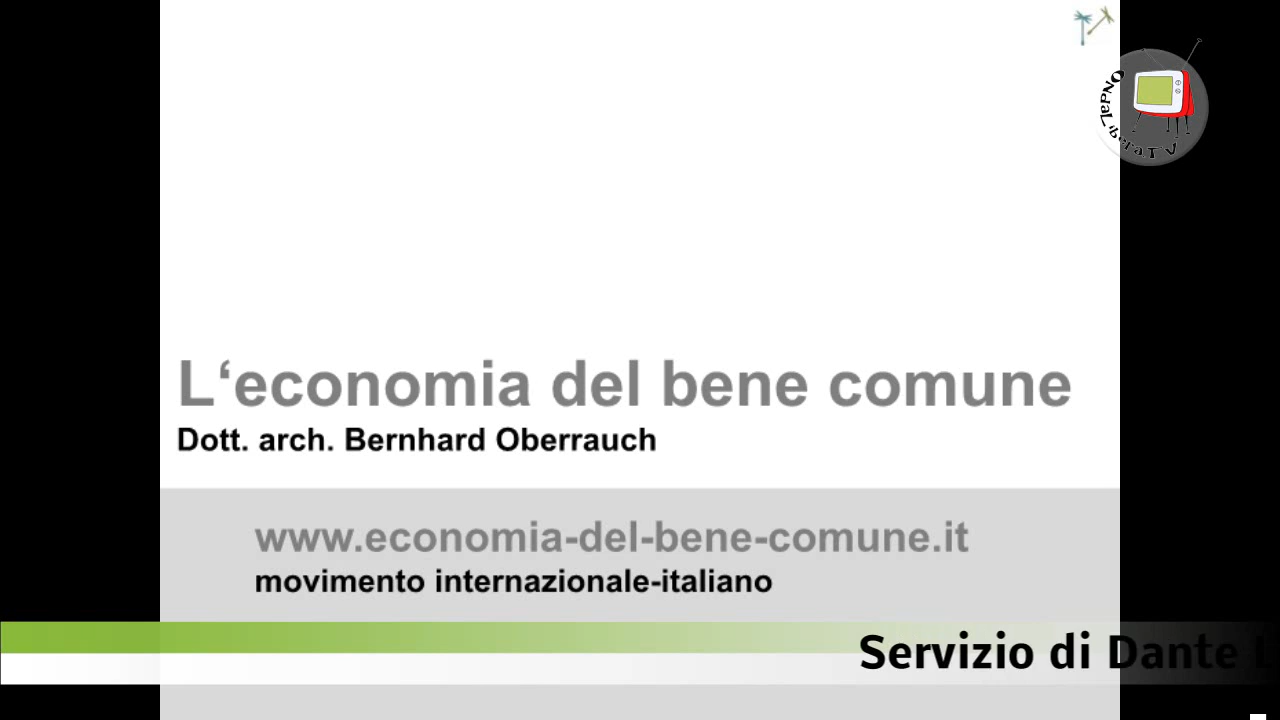 OndaLiberaTV
L‘economia del bene comune
Dott. arch. Bernhard Oberrauch
www.economia-del-bene-comune.it
movimento internazionale-italiano
Servizio di Dante